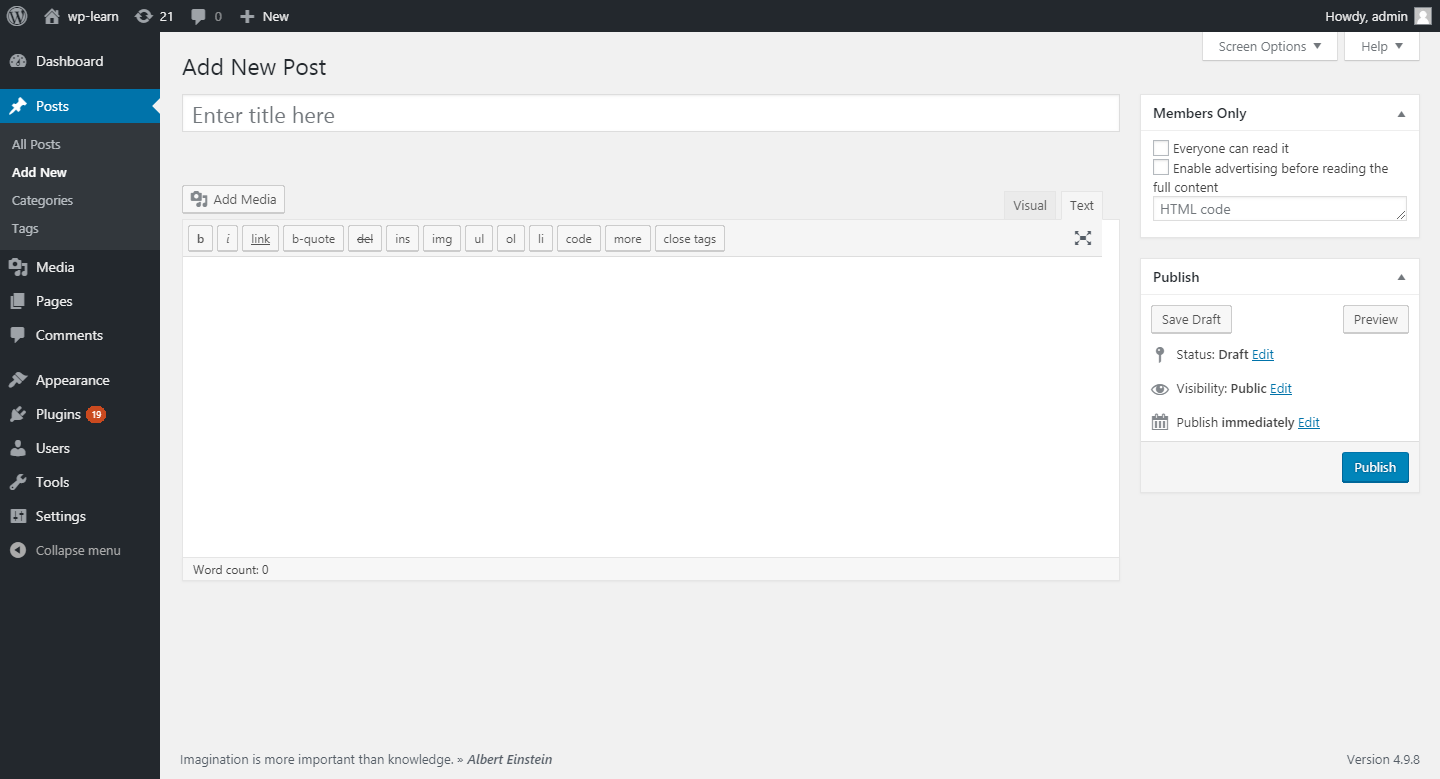 wp-learn 21 0 New Howdy, admin
Dashboard
Posts
All Posts
Add New
Categories
Tags
Media
Pages
Comments
Appearance
Plugins 19
Users
Tools
Settings
Collapse menu
Screen Options Help
Add New Post
Enter title here
Add Media
Visual Text
b i link b-quote del ins img ul ol li code more close tags
Word count: 0
Members Only
Everyone can read it
Enable advertising before reading the
full content
HTML code
Publish
Save Draft Preview
Status: Draft Edit
Visibility: Public Edit
Publish immediately Edit
Publish
Imagination is more important than knowledge. » Albert Einstein
Version 4.9.8